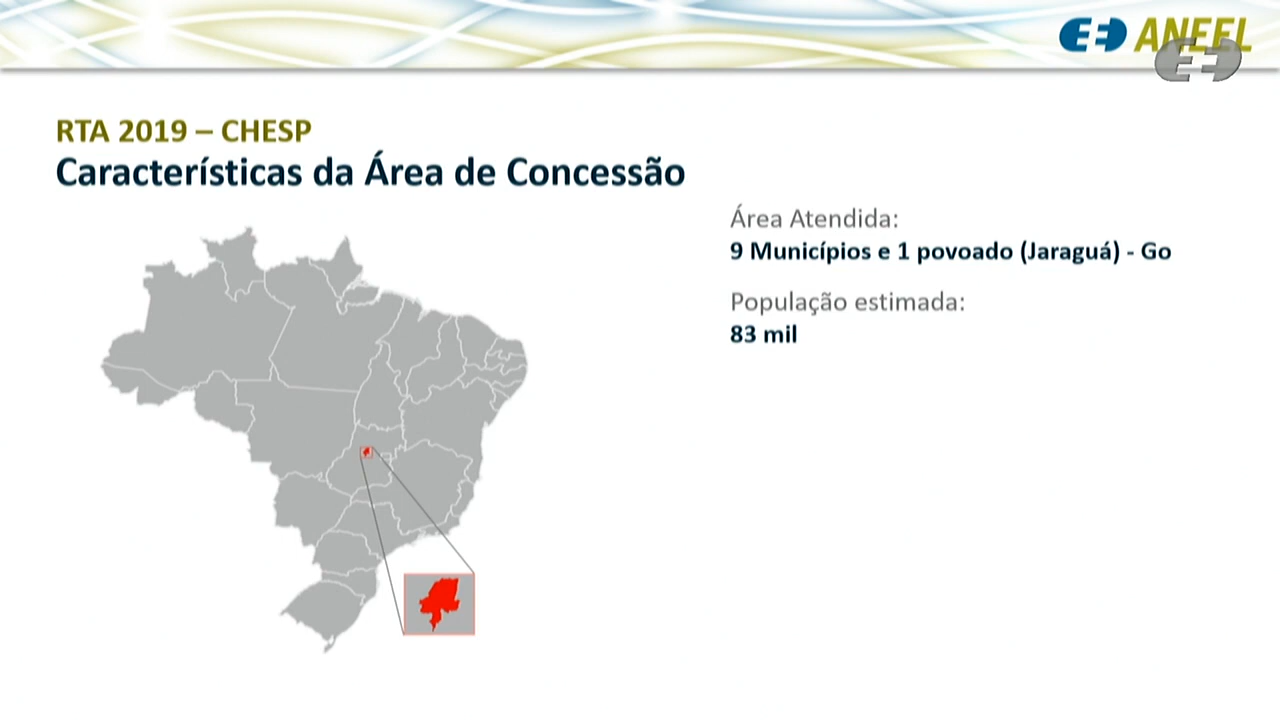 ANEEL
RTA 2019 – CHESP
Características da Área de Concessão
Área Atendida:
9 Municípios e 1 povoado (Jaraguá) - Go
População estimada:
83 mil